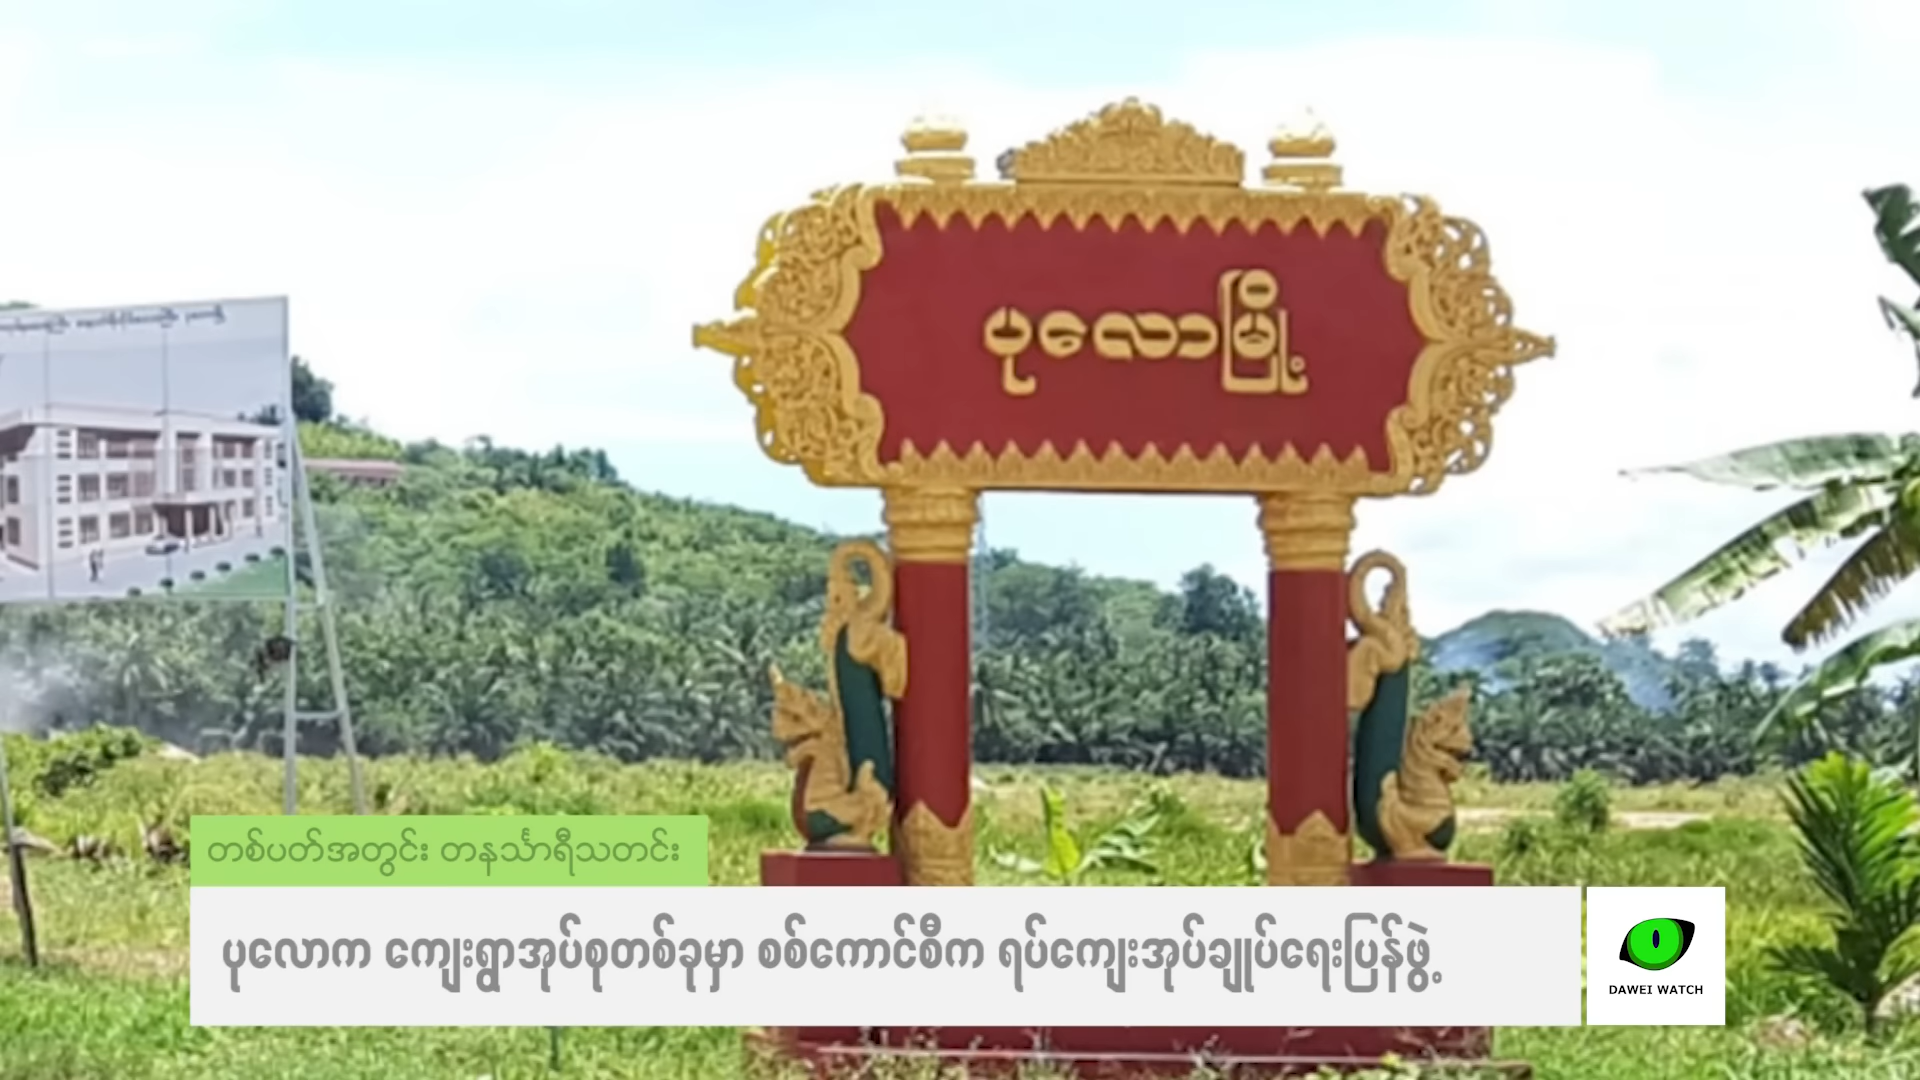 ပုလောမြို့
တစ်ပတ်အတွင်း တနင်္သာရီသတင်း
ပုလောက ကျေးရွာအုပ်စုတစ်ခုမှာ စစ်ကောင်စီက ရပ်ကျေးအုပ်ချုပ်ရေးပြန်ဖွဲ့
DAWEI WATCH